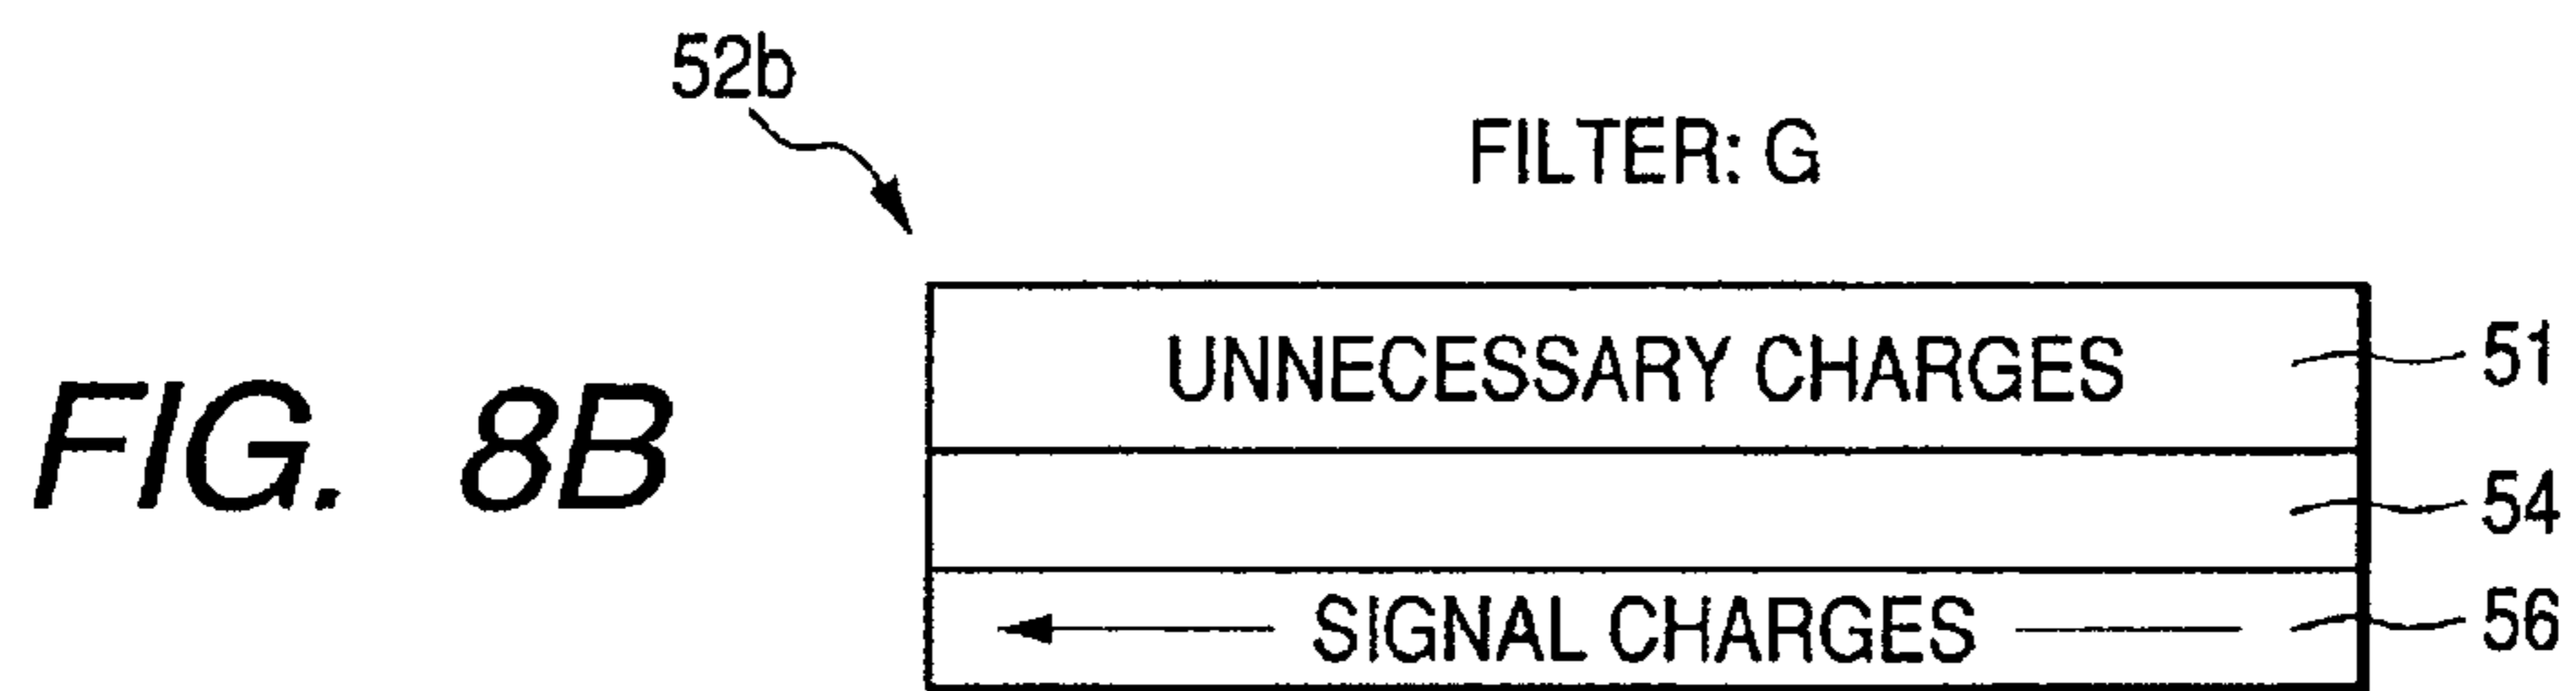 52b
FILTER: G
UNNECESSARY CHARGES
51
FIG. 8B
54
SIGNAL CHARGES
56